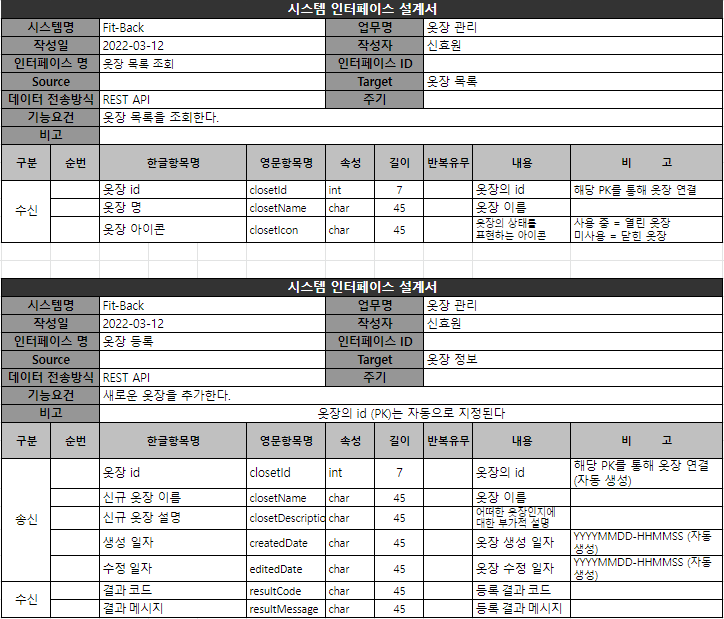 시스템 인터페이스 설계서
시스템명 Fit-Back 업무명 옷장 관리
작성일 2022-03-12 작성자 신효원
인터페이스 명 옷장 목록 조회 인터페이스 ID
Source Target 옷장 목록
데이터 전송방식 REST API 주기
기능요건 옷장 목록을 조회한다.
비고
구분 순번 한글항목명 영문항목명 속성 길이 반복유무 내용 비 고
수신
옷장 id closetId int 7 옷장의 id 해당 PK를 통해 옷장 연결
옷장 명 closetName char 45 옷장 이름
옷장 아이콘 closetIcon char 45 옷장의 상태를 표현하는 아이콘 사용 중 = 열린 옷장 미사용 = 닫힌 옷장
시스템 인터페이스 설계서
시스템명 Fit-Back 업무명 옷장 관리
작성일 2022-03-12 작성자 신효원
인터페이스 명 옷장 등록 인터페이스 ID
Source Target 옷장 정보
데이터 전송방식 REST API 주기
기능요건 새로운 옷장을 추가한다.
비고 옷장의 id (PK)는 자동으로 지정된다
구분 순번 한글항목명 영문항목명 속성 길이 반복유무 내용 비 고
송신
옷장 id closetId int 7 옷장의 id 해당 PK를 통해 옷장 연결 (자동 생성)
신규 옷장 이름 closetName char 45 옷장 이름
신규 옷장 설명 closetDescriptio char 45 어떠한 옷장인지에 대한 부가적 설명
생성 일자 createdDate char 45 옷장 생성 일자 YYYYMMDD-HHMMSS (자동 생성)
수정 일자 editedDate char 45 옷장 수정 일자 YYYYMMDD-HHMMSS (자동 생성)
수신
결과 코드 resultCode char 45 등록 결과 코드
결과 메시지 resultMessage char 45 등록 결과 메시지